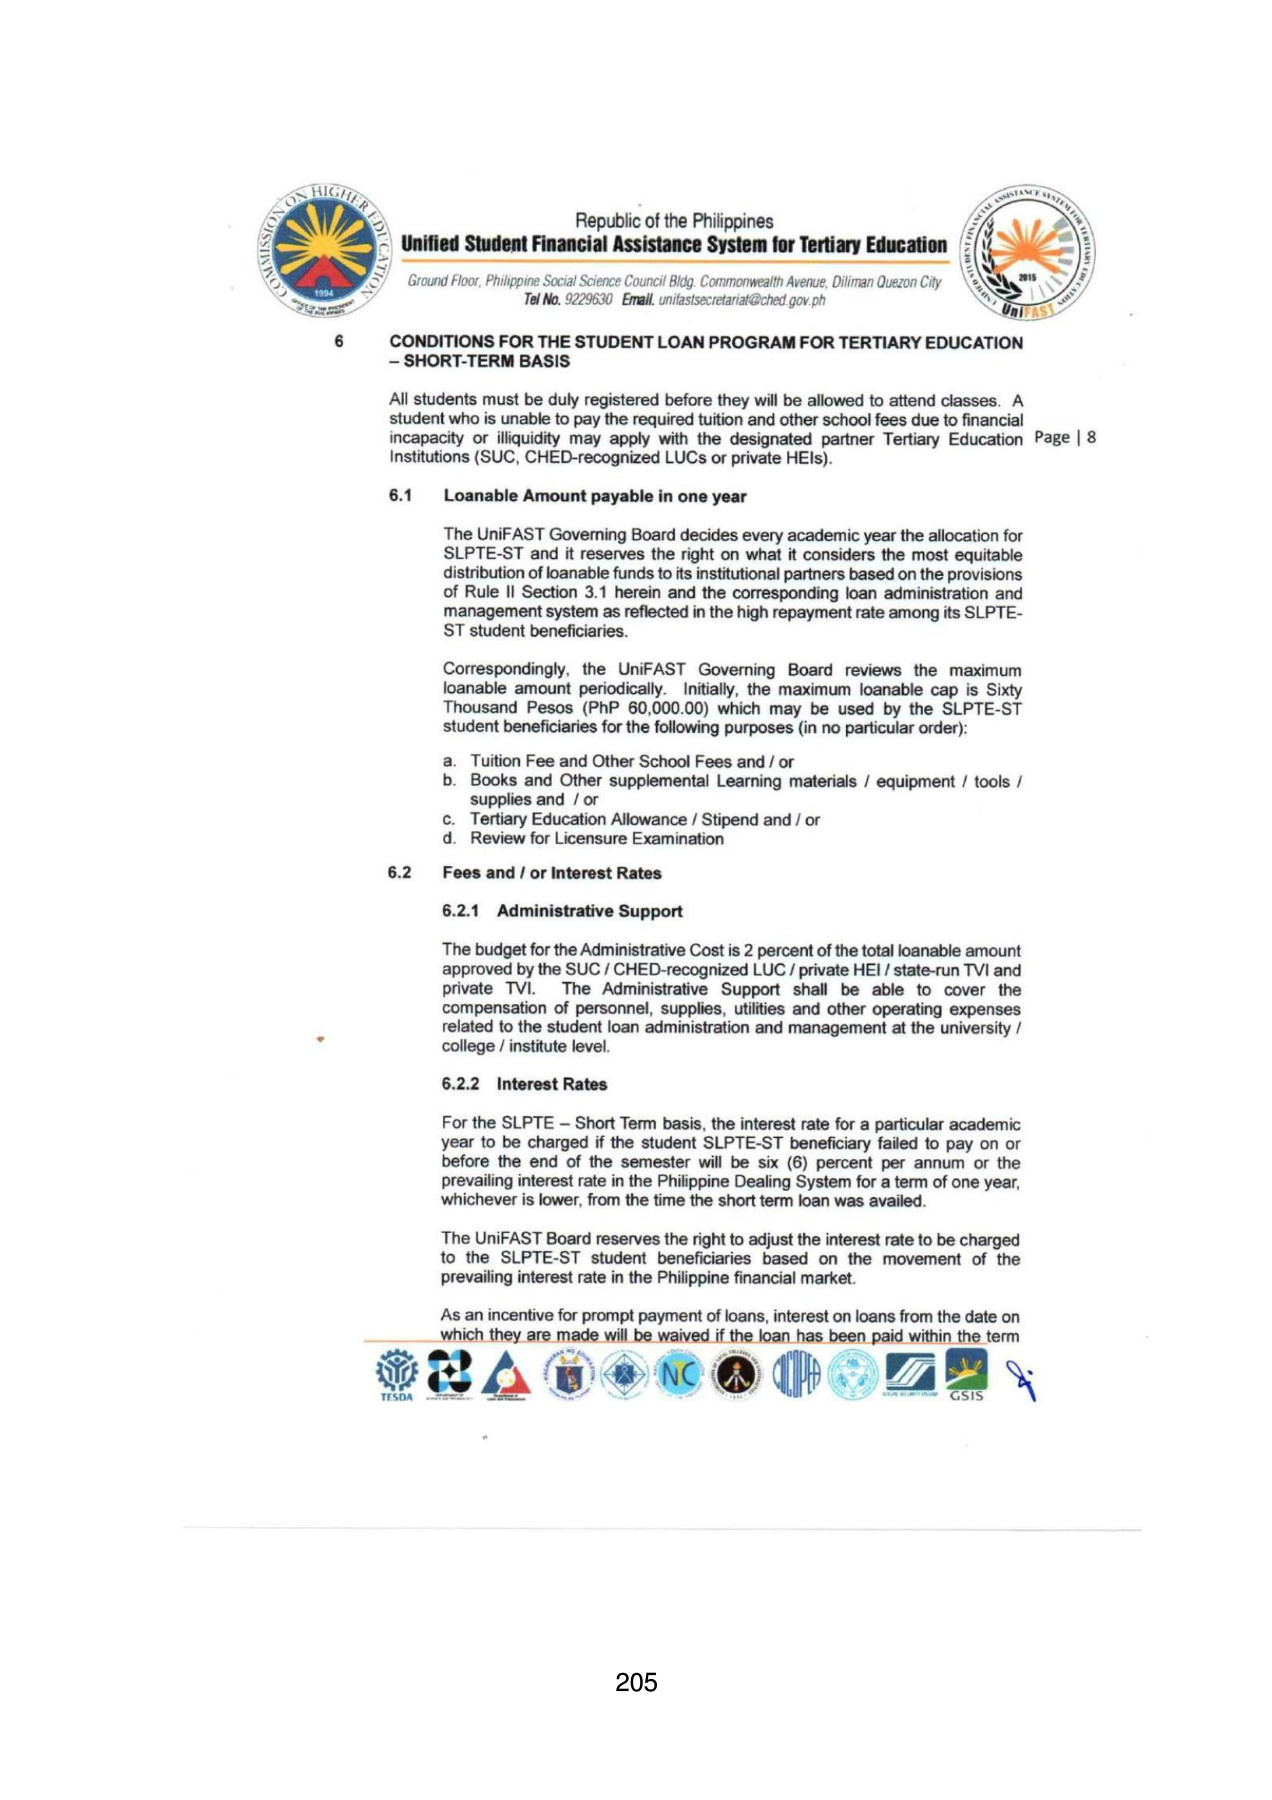 COMMISSION ON HIGHER EDUCATION
1994
OFFICE OF THE PRESIDENT
OF THE PHILIPPINES
Republic of the Philippines
Unified Student Financial Assistance System for Tertiary Education
Ground Floor, Philippine Social Science Council Bldg. Commonwealth Avenue, Diliman Quezon City
Tel No. 9229630 Email. unifastsecretariat@ched.gov.ph
UNIFIED STUDENT FINANCIAL ASSISTANCE SYSTEM FOR TERTIARY EDUCATION
2015
UniFAST
6 CONDITIONS FOR THE STUDENT LOAN PROGRAM FOR TERTIARY EDUCATION
– SHORT-TERM BASIS
All students must be duly registered before they will be allowed to attend classes. A
student who is unable to pay the required tuition and other school fees due to financial
incapacity or illiquidity may apply with the designated partner Tertiary Education
Page | 8
Institutions (SUC, CHED-recognized LUCs or private HEIs).
6.1 Loanable Amount payable in one year
The UniFAST Governing Board decides every academic year the allocation for
SLPTE-ST and it reserves the right on what it considers the most equitable
distribution of loanable funds to its institutional partners based on the provisions
of Rule II Section 3.1 herein and the corresponding loan administration and
management system as reflected in the high repayment rate among its SLPTE-
ST student beneficiaries.
Correspondingly, the UniFAST Governing Board reviews the maximum
loanable amount periodically. Initially, the maximum loanable cap is Sixty
Thousand Pesos (PhP 60,000.00) which may be used by the SLPTE-ST
student beneficiaries for the following purposes (in no particular order):
a. Tuition Fee and Other School Fees and / or
b. Books and Other supplemental Learning materials / equipment / tools /
supplies and / or
c. Tertiary Education Allowance / Stipend and / or
d. Review for Licensure Examination
6.2 Fees and / or Interest Rates
6.2.1 Administrative Support
The budget for the Administrative Cost is 2 percent of the total loanable amount
approved by the SUC / CHED-recognized LUC / private HEI / state-run TVI and
private TVI. The Administrative Support shall be able to cover the
compensation of personnel, supplies, utilities and other operating expenses
related to the student loan administration and management at the university /
college / institute level.
6.2.2 Interest Rates
For the SLPTE – Short Term basis, the interest rate for a particular academic
year to be charged if the student SLPTE-ST beneficiary failed to pay on or
before the end of the semester will be six (6) percent per annum or the
prevailing interest rate in the Philippine Dealing System for a term of one year,
whichever is lower, from the time the short term loan was availed.
The UniFAST Board reserves the right to adjust the interest rate to be charged
to the SLPTE-ST student beneficiaries based on the movement of the
prevailing interest rate in the Philippine financial market.
As an incentive for prompt payment of loans, interest on loans from the date on
which they are made will be waived if the loan has been paid within the term
TESDA
NYC
COCOPEA
GSIS
205